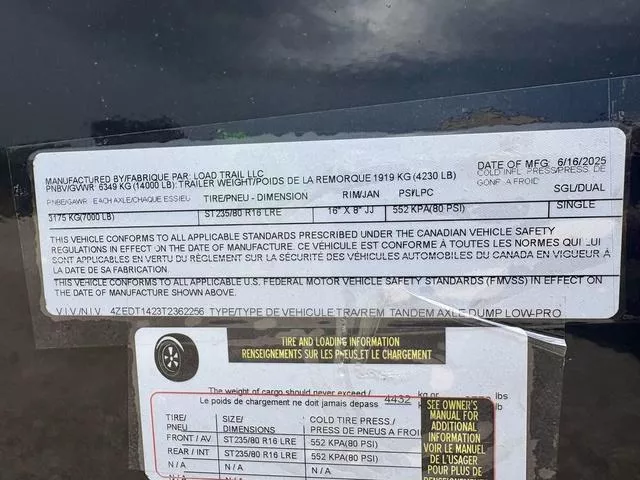 MANUFACTURED BY/FABRIQUE PAR: LOAD TRAIL LLC DATE OF MFG. 6/16/2025
PNBV/GVWR 6349 KG (14000 LB). TRAILER WEIGHT/POIDS DE LA REMORQUE 1919 KG (4230 LB) COLD INFL. PRESS/PRESS. DE GONF. A FROID
PNBE/GAWR - EACH AXLE/CHAQUE ESSIEU TIRE/PNEU - DIMENSION RIM/JAN PSI/LPC SGL/DUAL
3175 KG(7000 LB) ST235/80 R16 LRE 16" X 6" JJ 552 KPA(80 PSI) SINGLE
THIS VEHICLE CONFORMS TO ALL APPLICABLE STANDARDS PRESCRIBED UNDER THE CANADIAN VEHICLE SAFETY
REGULATIONS IN EFFECT ON THE DATE OF MANUFACTURE. CE VÉHICULE EST CONFORME À TOUTES LES NORMES QUI LUI
SONT APPLICABLES EN VERTU DU RÈGLEMENT SUR LA SÉCURITÉ DES VÉHICULES AUTOMOBILES DU CANADA EN VIGUEUR À
LA DATE DE SA FABRICATION.
THIS VEHICLE CONFORMS TO ALL APPLICABLE U.S. FEDERAL MOTOR VEHICLE SAFETY STANDARDS (FMVSS) IN EFFECT ON
THE DATE OF MANUFACTURE SHOWN ABOVE.
V.I.V./N.I.V. 4ZEDT1423T2362256 TYPE/TYPE DE VEHICULE TRA/REM TANDEM AXLE DUMP LOW-PRO
TIRE AND LOADING INFORMATION
RENSEIGNEMENTS SUR LES PNEUS ET LE CHARGEMENT
The weight of cargo should never exceed /
Le poids de chargement ne doit jamais depass 4432 kg or lbs
TIRE/ SIZE/ COLD TIRE PRESS./
PNEU DIMENSIONS PRESS DE PNEUS A FROI
FRONT / AV ST235/80 R16 LRE 552 KPA(80 PSI)
REAR / INT ST235/80 R16 LRE 552 KPA(80 PSI)
N/A N/A N/A
N/A
SEE OWNER'S
MANUAL FOR
ADDITIONAL
INFORMATION
VOIR LE MANUEL
DE L'USAGER
POUR PLUS DE